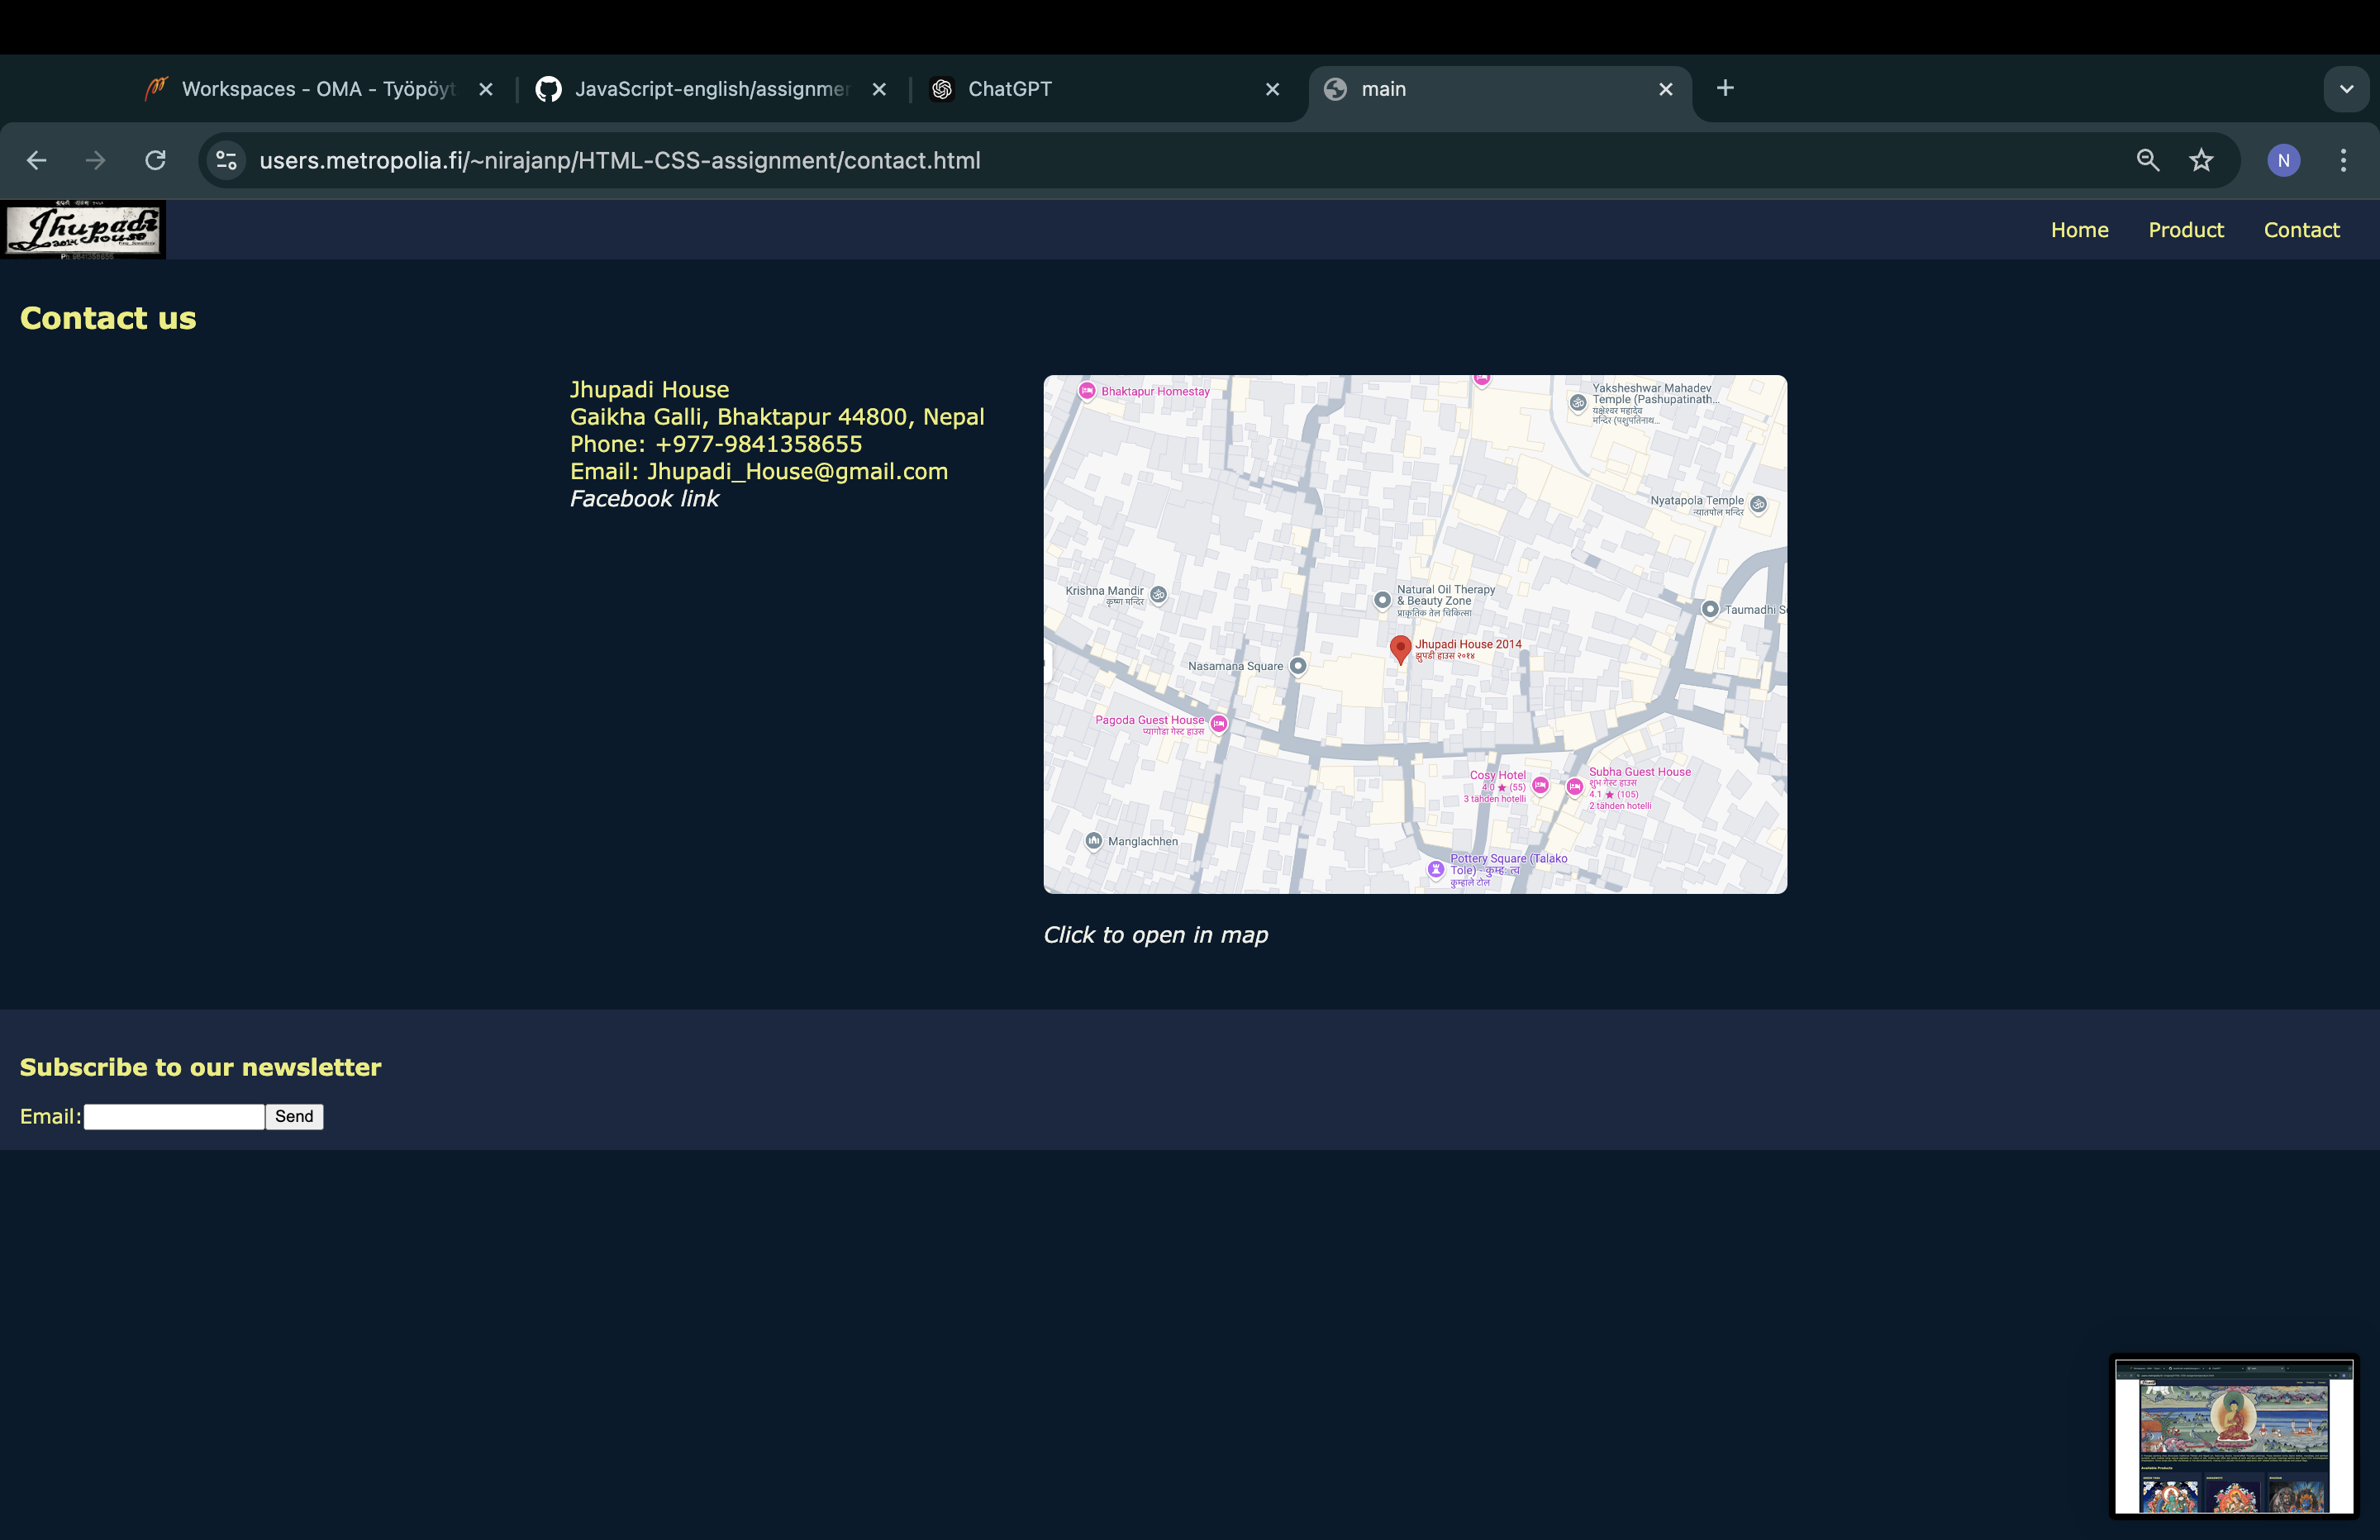 Workspaces - OMA - Työpöyt
JavaScript-english/assignmen
ChatGPT
main
users.metropolia.fi/~nirajanp/HTML-CSS-assignment/contact.html
N
Jhupadi
2014 House
Home
Product
Contact
Contact us
Jhupadi House
Gaikha Galli, Bhaktapur 44800, Nepal
Phone: +977-9841358655
Email: Jhupadi_House@gmail.com
Facebook link
Bhaktapur Homestay
Yaksheshwar Mahadev
Temple (Pashupatinath...
यक्षेश्वर महादेव
मन्दिर (पशुपतिनाथ...
Nyatapola Temple
न्यातपोल मन्दिर
Krishna Mandir
कृष्ण मन्दिर
Natural Oil Therapy
& Beauty Zone
प्राकृतिक तेल चिकित्सा
Taumadhi S
Jhupadi House 2014
झुपडी हाउस २०१४
Nasamana Square
Pagoda Guest House
प्यागोडा गेस्ट हाउस
Cosy Hotel
4.0 ★ (55)
3 tähden hotelli
Subha Guest House
शुभ गेस्ट हाउस
4.1 ★ (105)
2 tähden hotelli
Manglachhen
Pottery Square (Talako
Tole) - कुम्हः त्वा
कुम्हाले टोल
Click to open in map
Subscribe to our newsletter
Email:
Send